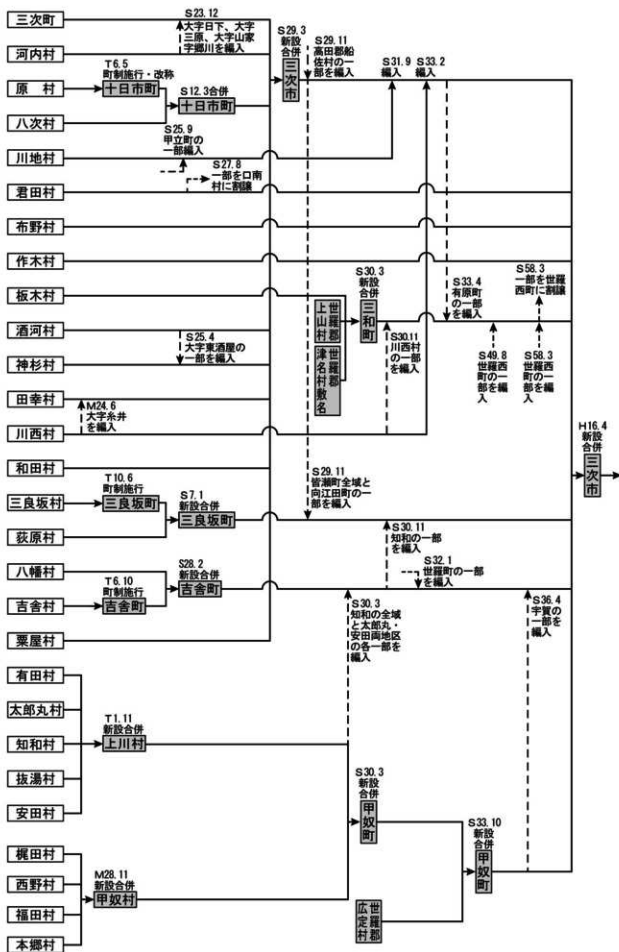 三次町
S23.12
大字日下、大字
三原、大字山家
字郷川を編入
河内村
T6.5
町制施行・改称
原　村
十日市町
S12.3合併
十日市町
八次村
S29.3
新設
合併
三次市
S29.11
高田郡船
佐村の一
部を編入
S31.9
編入
S33.2
編入
S25.9
甲立町の
一部編入
川地村
S27.8
一部を口南
村に割譲
君田村
布野村
作木村
板木村
世羅郡
上山村
世羅郡
津名村敷名
S30.3
新設
合併
三和町
S33.4
有原町
の一部
を編入
S58.3
一部を世羅
西町に割譲
酒河村
S25.4
大字東酒屋の
一部を編入
神杉村
S30.11
川西村
の一部
を編入
S49.8
世羅西
町の一
部を編
入
S58.3
世羅西
町の一
部を編
入
田幸村
M24.6
大字糸井
を編入
川西村
H16.4
新設
合併
三次市
和田村
T10.6
町制施行
三良坂村
三良坂町
S7.1
新設合併
三良坂町
S29.11
皆瀬町全域と
向江田町の一
部を編入
荻原村
S30.11
知和の一部
を編入
八幡村
S28.2
新設合併
吉舎町
T6.10
町制施行
吉舎村
吉舎町
S32.1
世羅町の一部
を編入
S30.3
知和の全域
と太郎丸・
安田両地区
の各一部を
編入
S36.4
宇賀の
一部を
編入
粟屋村
有田村
太郎丸村
T1.11
新設合併
知和村
上川村
抜湯村
安田村
S30.3
新設
合併
甲奴町
S33.10
新設
合併
甲奴町
梶田村
M28.11
新設合併
西野村
甲奴村
福田村
世羅郡
広定村
本郷村